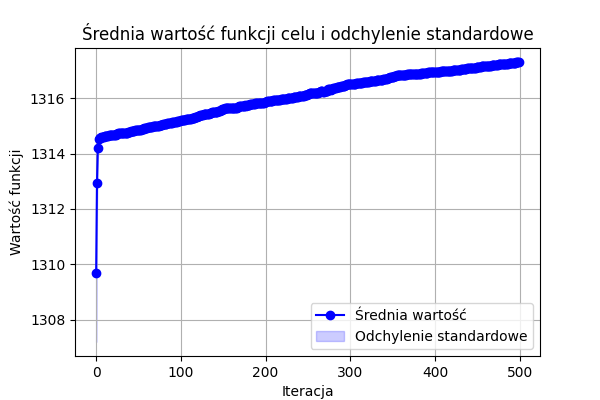 Średnia wartość funkcji celu i odchylenie standardowe
Wartość funkcji
1316
1314
1312
1310
1308
Średnia wartość
Odchylenie standardowe
0 100 200 300 400 500
Iteracja